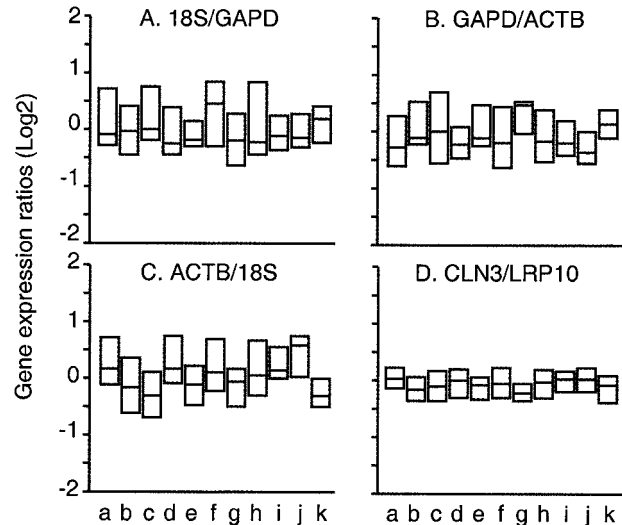 Gene expression ratios (Log2)
A. 18S/GAPD
2
1
0
-1
-2
B. GAPD/ACTB
C. ACTB/18S
2
1
0
-1
-2
a b c d e f g h i j k
D. CLN3/LRP10
a b c d e f g h i j k